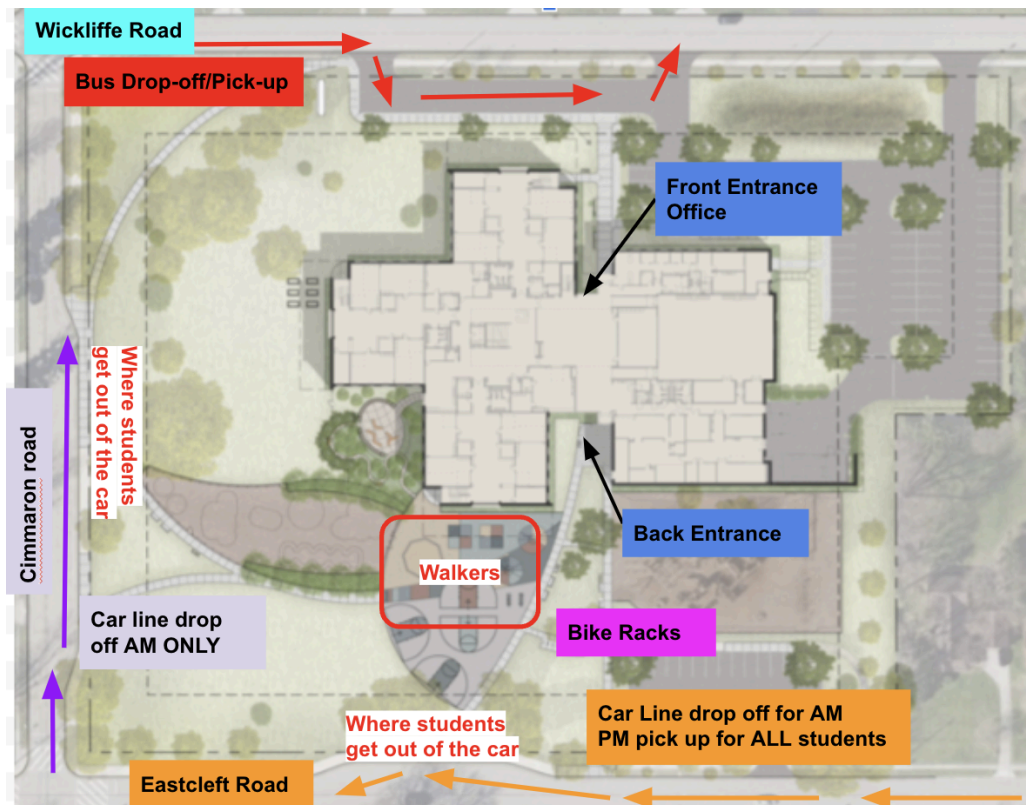 Wickliffe Road
Bus Drop-off/Pick-up
Front Entrance
Office
Where students
get out of the car
Cimmaron road
Back Entrance
Walkers
Car line drop
off AM ONLY
Bike Racks
Car Line drop off for AM
PM pick up for ALL students
Where students
get out of the car
Eastcleft Road